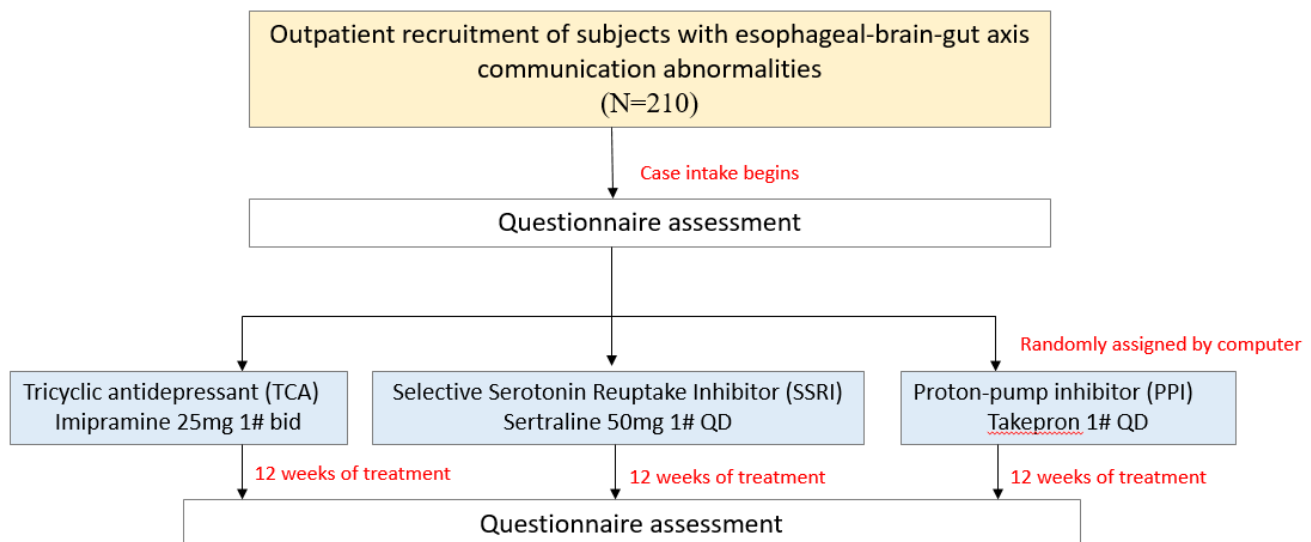 Outpatient recruitment of subjects with esophageal-brain-gut axis
communication abnormalities
(N=210)
Case intake begins
Questionnaire assessment
Randomly assigned by computer
Tricyclic antidepressant (TCA)
Imipramine 25mg 1# bid
Selective Serotonin Reuptake Inhibitor (SSRI)
Sertraline 50mg 1# QD
Proton-pump inhibitor (PPI)
Takepron 1# QD
12 weeks of treatment
12 weeks of treatment
12 weeks of treatment
Questionnaire assessment